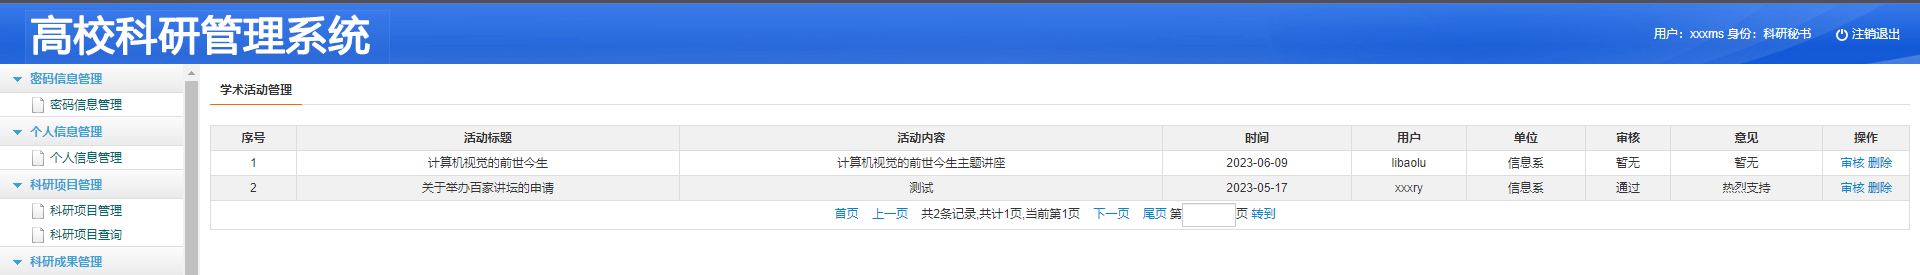 高校科研管理系统
用户：xxxms 身份：科研秘书 注销退出
密码信息管理
密码信息管理
个人信息管理
个人信息管理
科研项目管理
科研项目管理
科研项目查询
科研成果管理
学术活动管理
序号 活动标题 活动内容 时间 用户 单位 审核 意见 操作
1 计算机视觉的前世今生 计算机视觉的前世今生主题讲座 2023-06-09 libaolu 信息系 暂无 暂无 审核 删除
2 关于举办百家讲坛的申请 测试 2023-05-17 xxxry 信息系 通过 热烈支持 审核 删除
首页 上一页 共2条记录,共计1页,当前第1页 下一页 尾页 第 页 转到